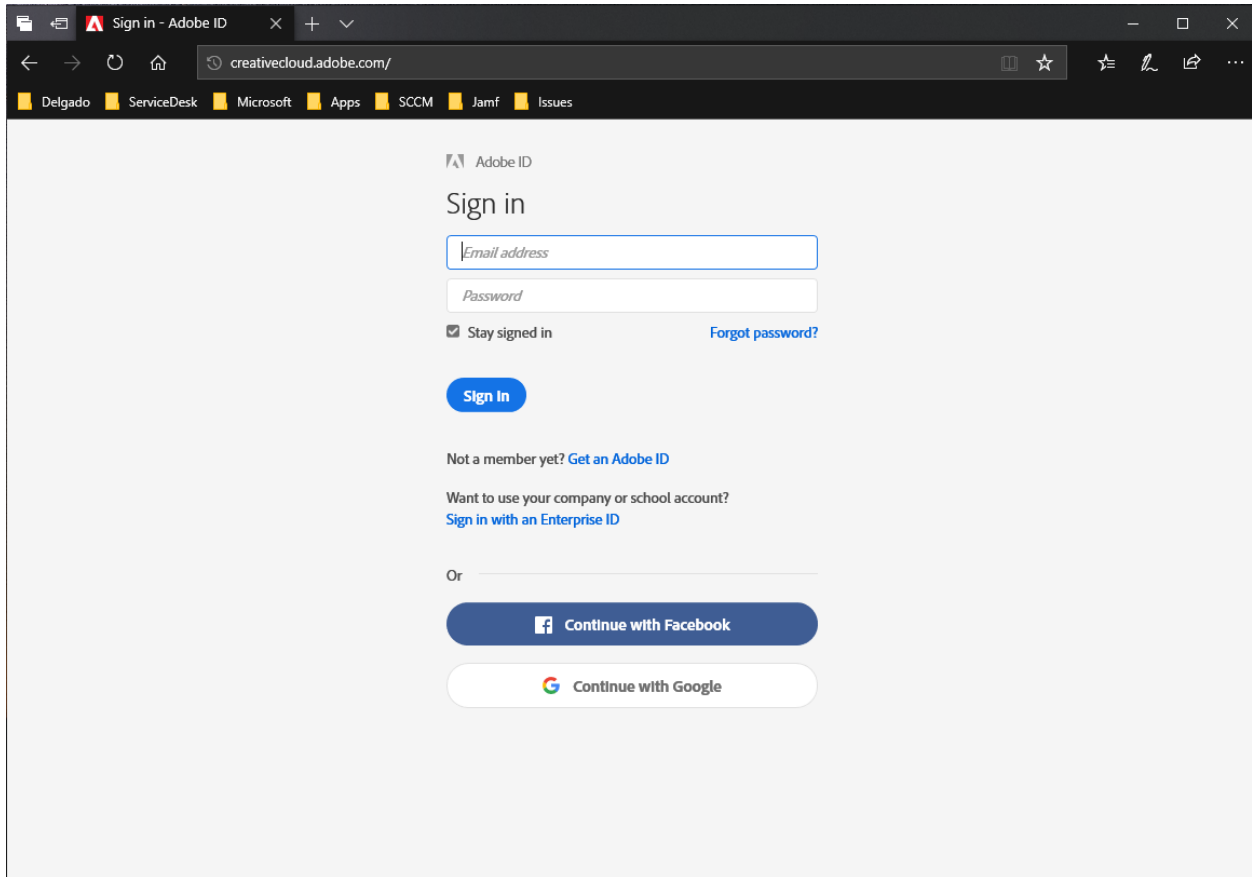 Sign in - Adobe ID
creativecloud.adobe.com/
Delgado ServiceDesk Microsoft Apps SCCM Jamf Issues
Adobe ID
Sign in
Email address
Password
Stay signed in Forgot password?
Sign in
Not a member yet? Get an Adobe ID
Want to use your company or school account?
Sign in with an Enterprise ID
Or
Continue with Facebook
Continue with Google